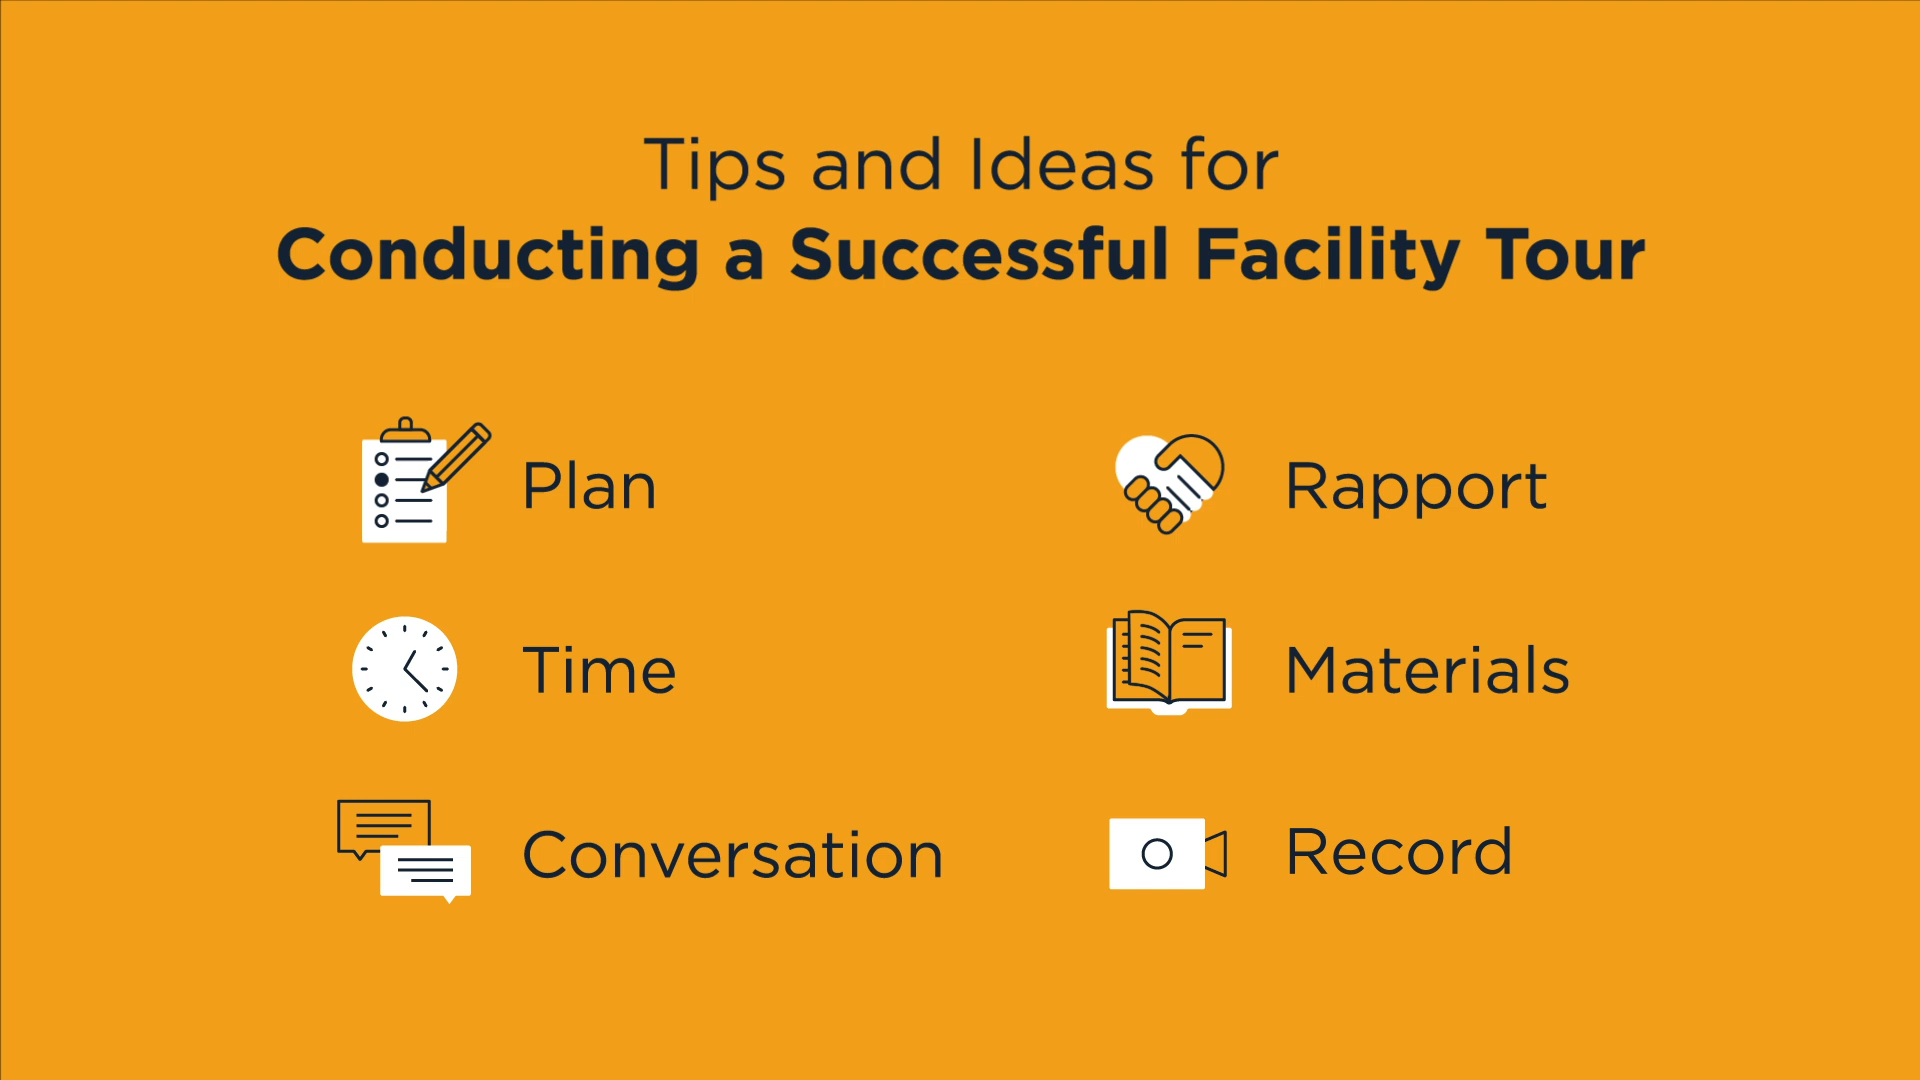 Tips and Ideas for
Conducting a Successful Facility Tour
Plan
Time
Conversation
Rapport
Materials
Record